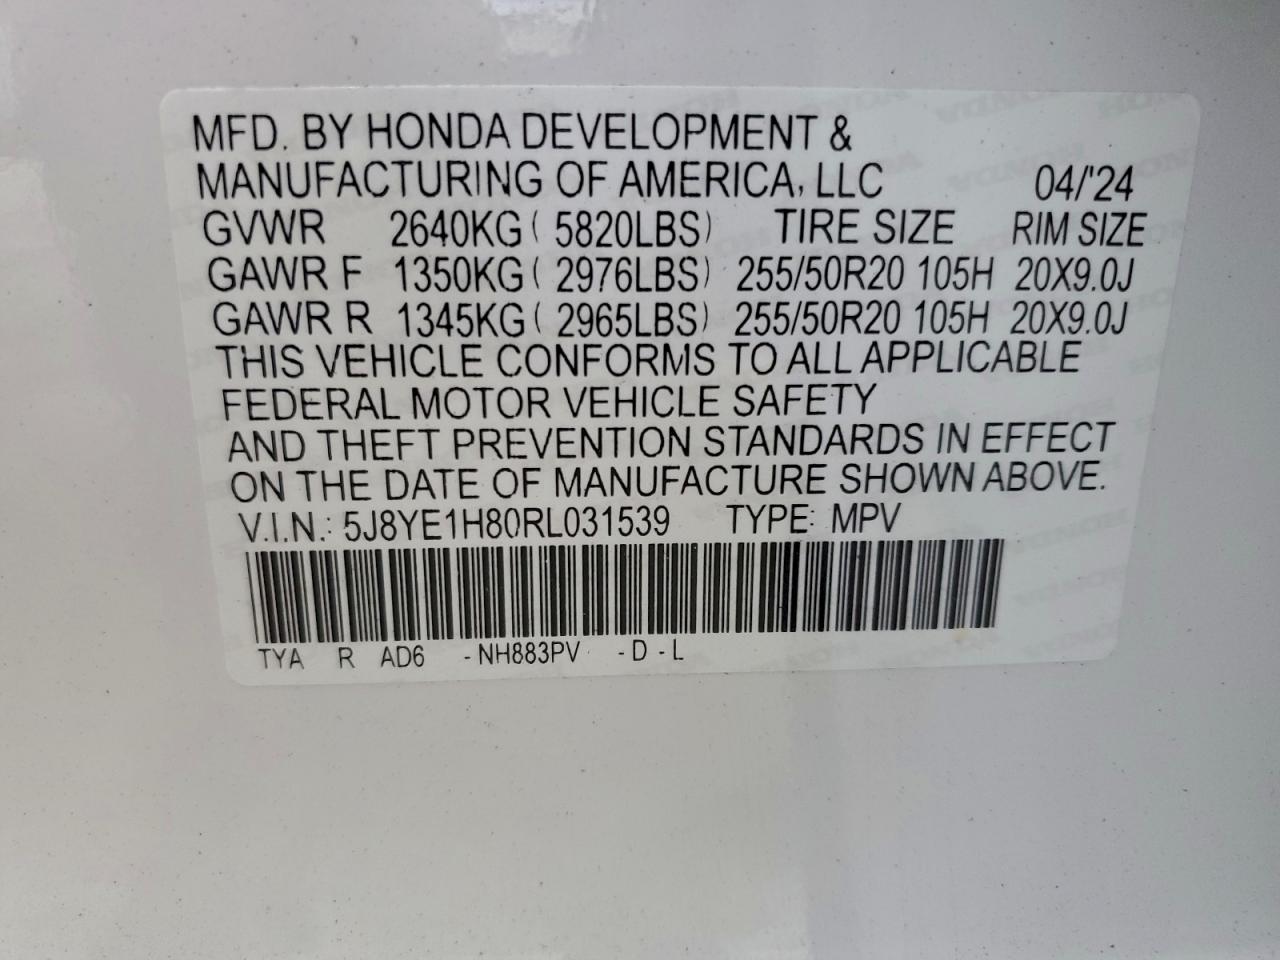 MFD. BY HONDA DEVELOPMENT &
MANUFACTURING OF AMERICA, LLC 04/'24
GVWR 2640KG ( 5820LBS) TIRE SIZE RIM SIZE
GAWR F 1350KG ( 2976LBS) 255/50R20 105H 20X9.0J
GAWR R 1345KG ( 2965LBS) 255/50R20 105H 20X9.0J
THIS VEHICLE CONFORMS TO ALL APPLICABLE
FEDERAL MOTOR VEHICLE SAFETY
AND THEFT PREVENTION STANDARDS IN EFFECT
ON THE DATE OF MANUFACTURE SHOWN ABOVE.
V.I.N.: 5J8YE1H80RL031539 TYPE: MPV
TYA R AD6 -NH883PV -D-L